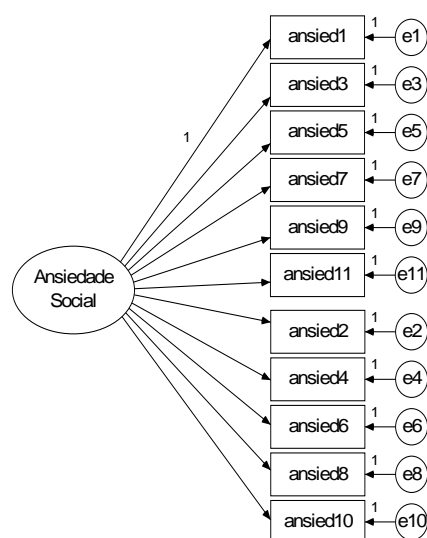 1
ansied1
1
e1
ansied3
1
e3
ansied5
1
e5
ansied7
1
e7
ansied9
1
e9
ansied11
1
e11
Ansiedade
Social
ansied2
1
e2
ansied4
1
e4
ansied6
1
e6
ansied8
1
e8
ansied10
1
e10